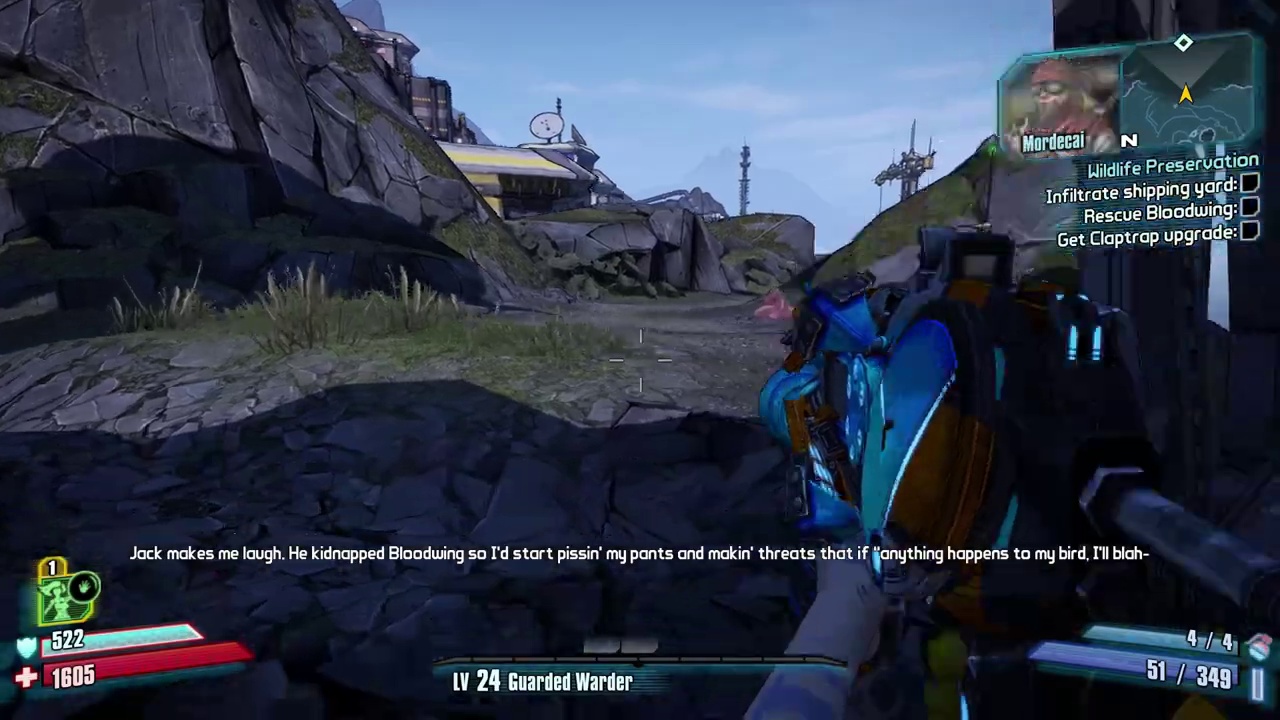 Mordecai
N
Wildlife Preservation
Infiltrate shipping yard:
Rescue Bloodwing:
Get Claptrap upgrade:
Jack makes me laugh. He kidnapped Bloodwing so I'd start pissin' my pants and makin' threats that if "anything happens to my bird, I'll blah-
1
522
1605
LV 24 Guarded Warder
4 / 4
51 / 349